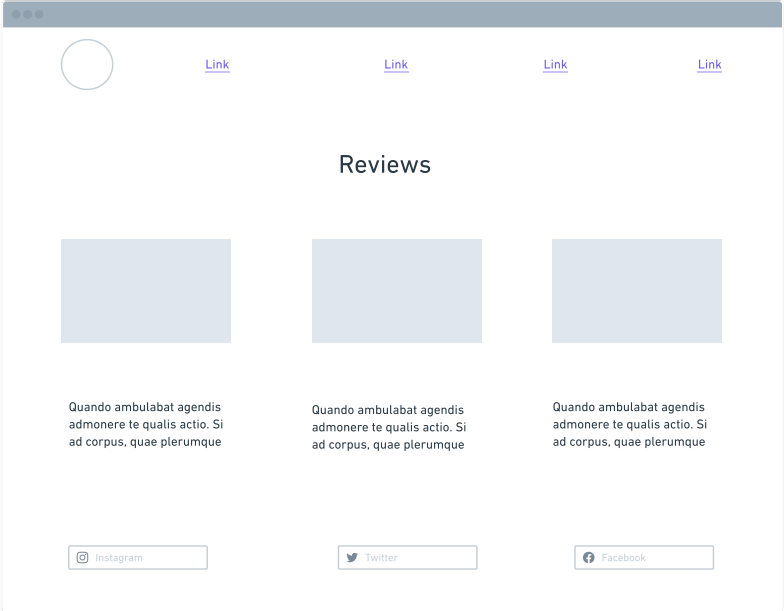 Link
Link
Link
Link
Reviews
Quando ambulabat agendis
admonere te qualis actio. Si
ad corpus, quae plerumque
Quando ambulabat agendis
admonere te qualis actio. Si
ad corpus, quae plerumque
Quando ambulabat agendis
admonere te qualis actio. Si
ad corpus, quae plerumque
Instagram
Twitter
Facebook